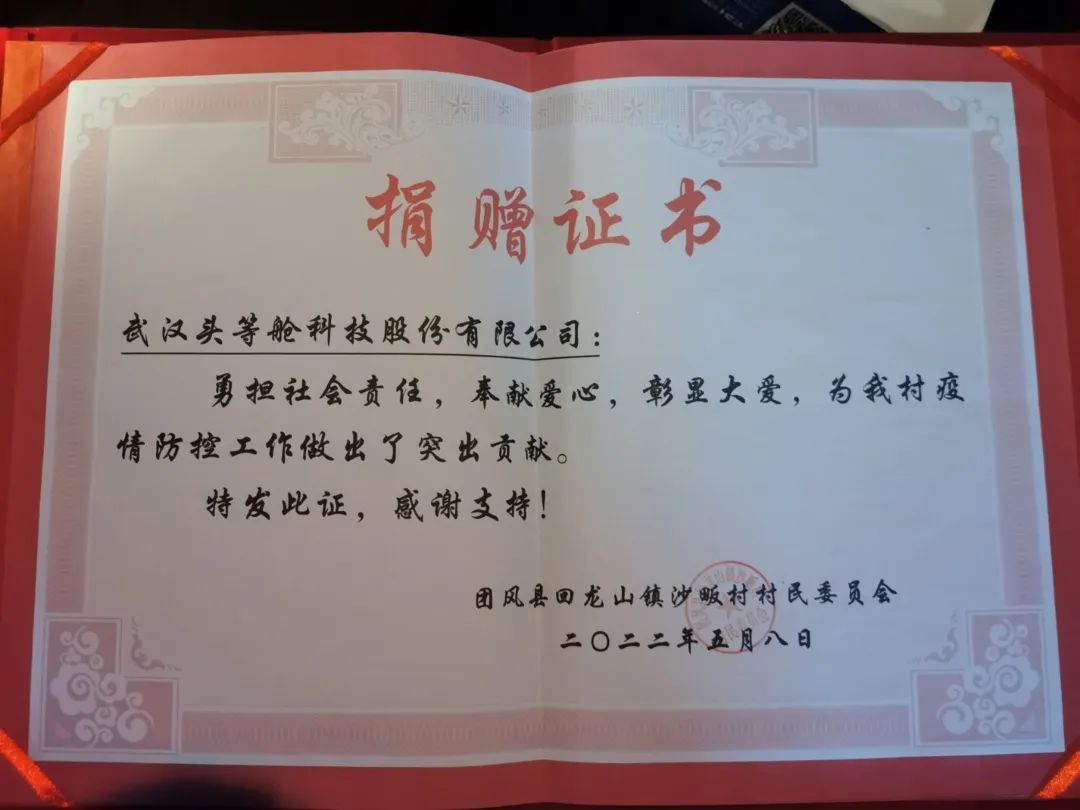 捐赠证书
武汉头等舱科技股份有限公司：
勇担社会责任，奉献爱心，彰显大爱，为我村疫
情防控工作做出了突出贡献。
特发此证，感谢支持！
团风县回龙山镇沙畈村村民委员会
二〇二二年五月八日